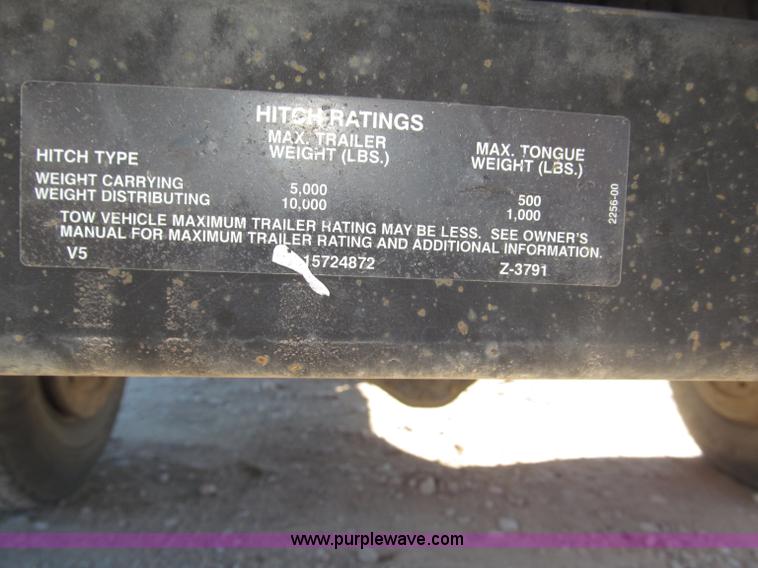 HITCH RATINGS
HITCH TYPE MAX. TRAILER WEIGHT (LBS.) MAX. TONGUE WEIGHT (LBS.)
WEIGHT CARRYING 5,000 500
WEIGHT DISTRIBUTING 10,000 1,000
TOW VEHICLE MAXIMUM TRAILER RATING MAY BE LESS. SEE OWNER'S
MANUAL FOR MAXIMUM TRAILER RATING AND ADDITIONAL INFORMATION.
V5 15724872 Z-3791
2256-00
www.purplewave.com